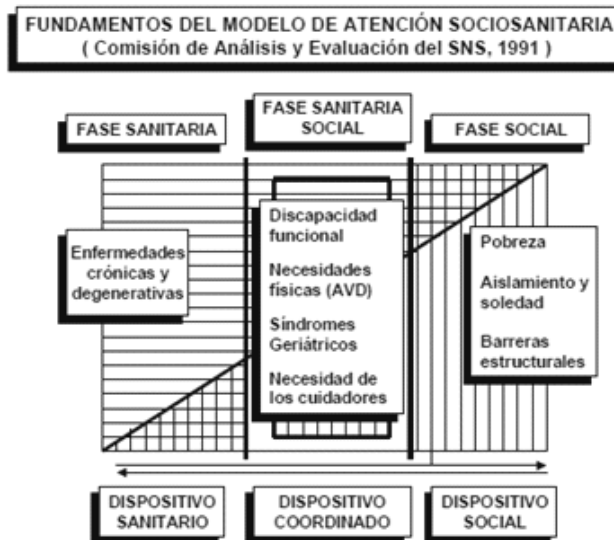 FUNDAMENTOS DEL MODELO DE ATENCIÓN SOCIOSANITARIA
( Comisión de Análisis y Evaluación del SNS, 1991 )
FASE SANITARIA
FASE SANITARIA
SOCIAL
FASE SOCIAL
Enfermedades
crónicas y
degenerativas
Discapacidad
funcional
Necesidades
físicas (AVD)
Síndromes
Geriátricos
Necesidad de
los cuidadores
Pobreza
Aislamiento y
soledad
Barreras
estructurales
DISPOSITIVO
SANITARIO
DISPOSITIVO
COORDINADO
DISPOSITIVO
SOCIAL